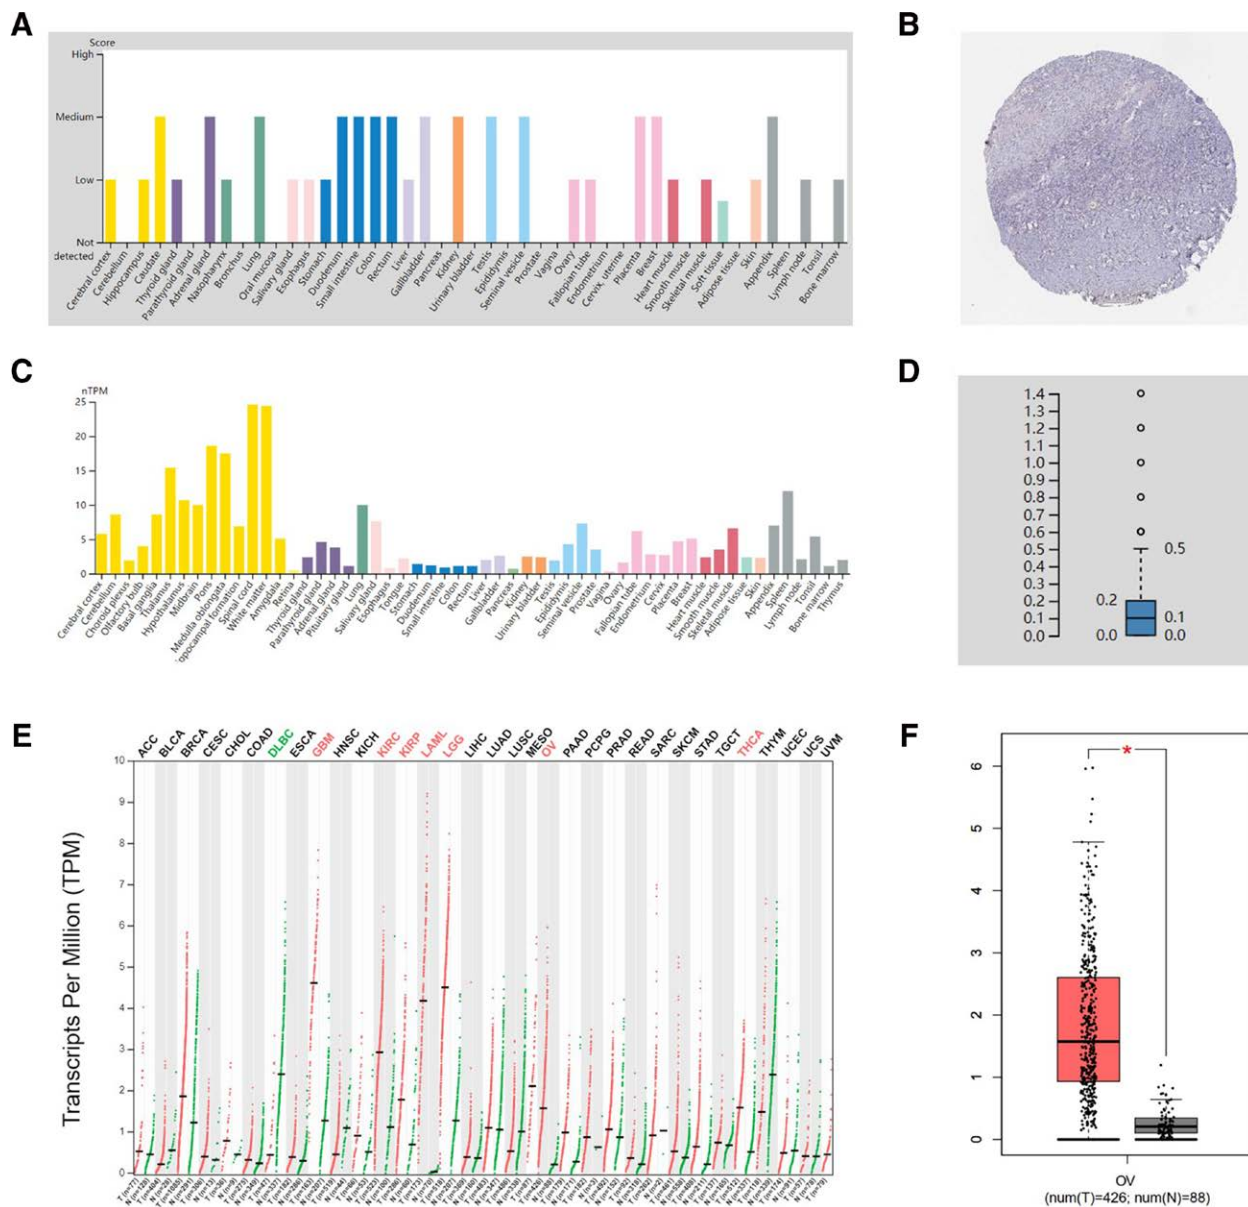 A
Score
High
Medium
Low
Not
detected
Cerebral cortex
Cerebellum
Hippocampus
Caudate
Thyroid gland
Parathyroid gland
Adrenal gland
Nasopharynx
Bronchus
Lung
Oral mucosa
Salivary gland
Esophagus
Stomach
Duodenum
Small intestine
Colon
Rectum
Liver
Gallbladder
Pancreas
Kidney
Urinary bladder
Testis
Seminal vesicle
Prostate
Vagina
Ovary
Fallopian tube
Endometrium
Cervix, uterine
Placenta
Breast
Heart muscle
Smooth muscle
Skeletal muscle
Soft tissue
Adipose tissue
Skin
Appendix
Spleen
Lymph node
Tonsil
Bone marrow
B
C
nTPM
25
20
15
10
5
0
Cerebral cortex
Cerebellum
Choroid plexus
Olfactory bulb
Basal ganglia
Thalamus
Hypothalamus
Midbrain
Pons
Medulla oblongata
Spinal cord
White matter
Amygdala
Retina
Thyroid gland
Parathyroid gland
Adrenal gland
Pituitary gland
Lung
Salivary gland
Esophagus
Tongue
Stomach
Duodenum
Small intestine
Colon
Rectum
Liver
Gallbladder
Pancreas
Kidney
Urinary bladder
Testis
Seminal vesicle
Prostate
Vagina
Ovary
Fallopian tube
Endometrium
Cervix
Placenta
Breast
Heart muscle
Smooth muscle
Skeletal muscle
Adipose tissue
Skin
Appendix
Spleen
Lymph node
Tonsil
Bone marrow
Thymus
D
1.4
1.3
1.2
1.1
1.0
0.9
0.8
0.7
0.6
0.5
0.4
0.3
0.2
0.1
0.0
0.5
0.2
0.1
0.0
0.0
E
ACC
BLCA
BRCA
CESC
CHOL
COAD
DLBC
ESCA
GBM
HNSC
KICH
KIRC
KIRP
LAML
LGG
LIHC
LUAD
LUSC
MESO
OV
PAAD
PCPG
PRAD
READ
SARC
SKCM
STAD
TGCT
THCA
THYM
UCEC
UCS
UVM
Transcripts Per Million (TPM)
10
9
8
7
6
5
4
3
2
1
0
F
*
6
5
4
3
2
1
0
OV
(num(T)=426; num(N)=88)